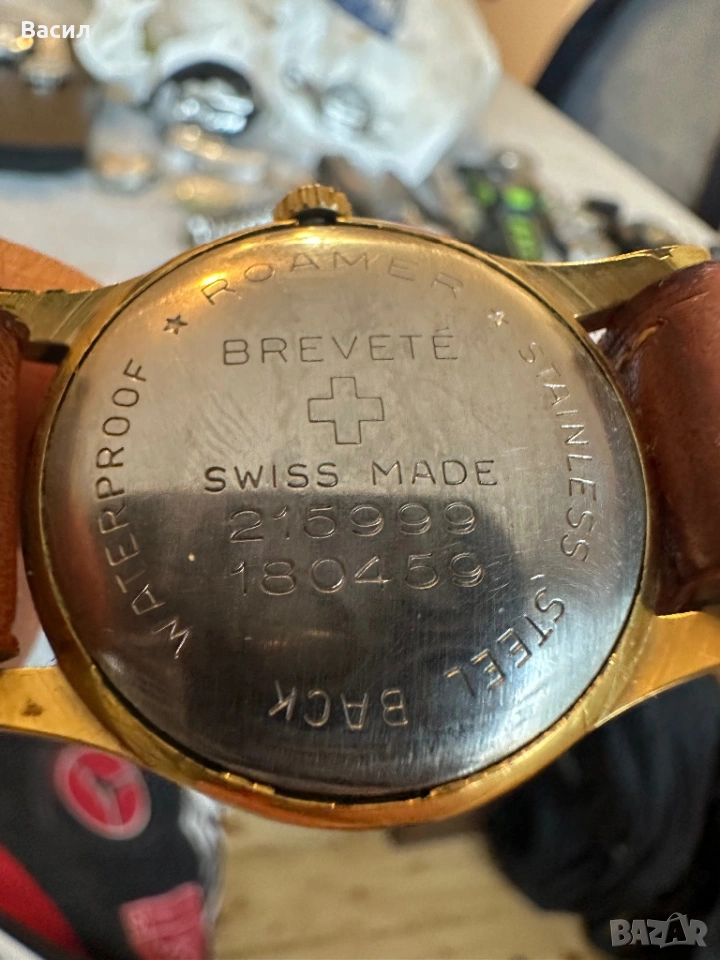 Васил
ROAMER
BREVETÉ
SWISS MADE
215999
180459
WATERPROOF ★ ★ STAINLESS STEEL BACK
BAZAR